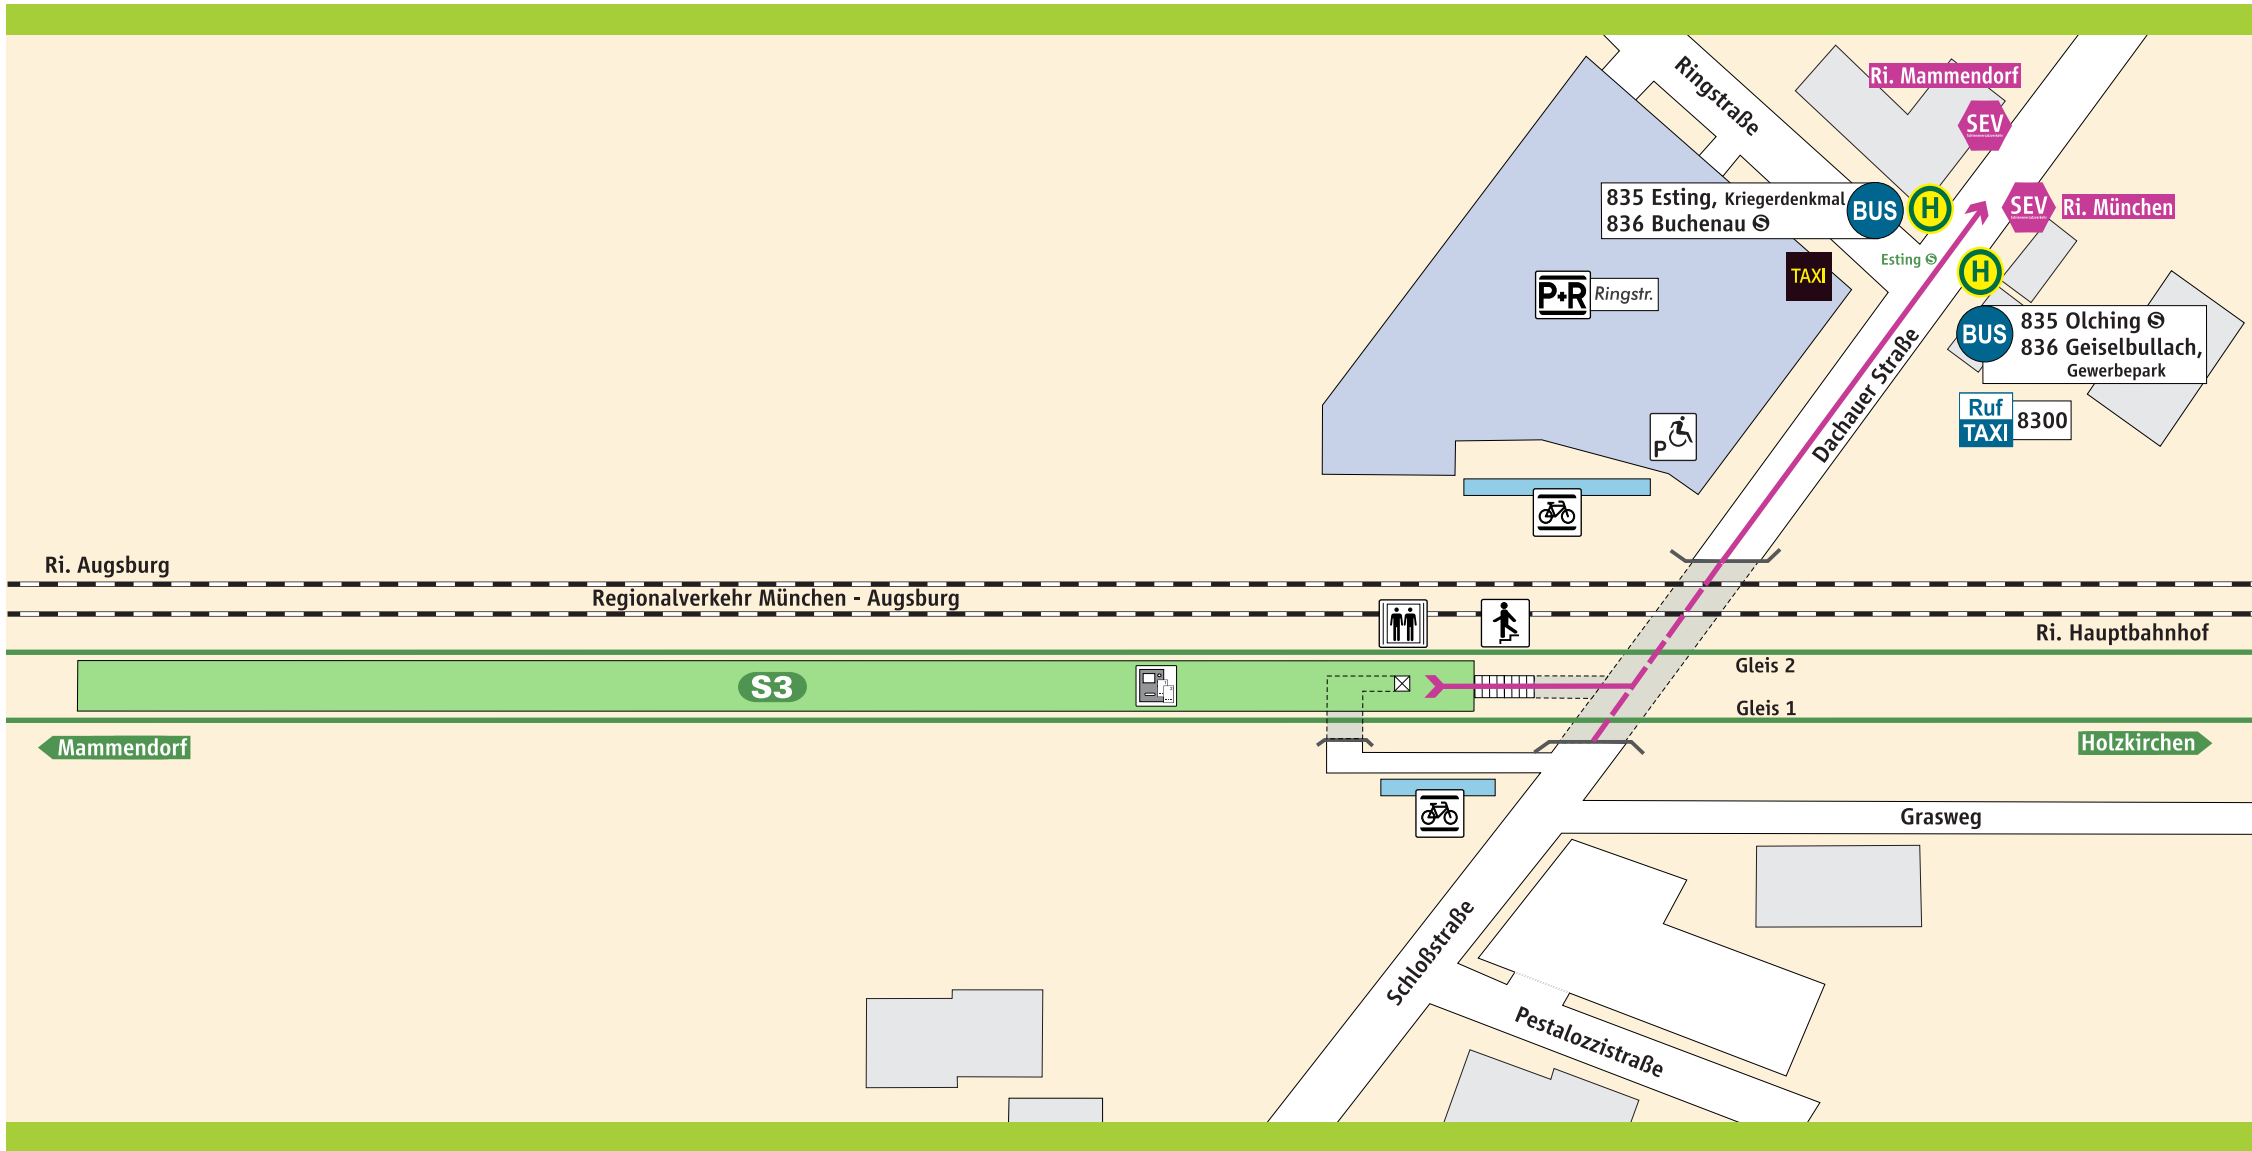 Ringstraße
Ri. Mammendorf
SEV
835 Esting, Kriegerdenkmal
836 Buchenau S
BUS
H
SEV
Ri. München
Esting S
H
TAXI
P+R
Ringstr.
BUS
835 Olching S
836 Geiselbullach,
Gewerbepark
Dachauer Straße
Ruf
TAXI
8300
P
Ri. Augsburg
Regionalverkehr München - Augsburg
Ri. Hauptbahnhof
Gleis 2
S3
Gleis 1
Mammendorf
Holzkirchen
Grasweg
Schloßstraße
Pestalozzistraße